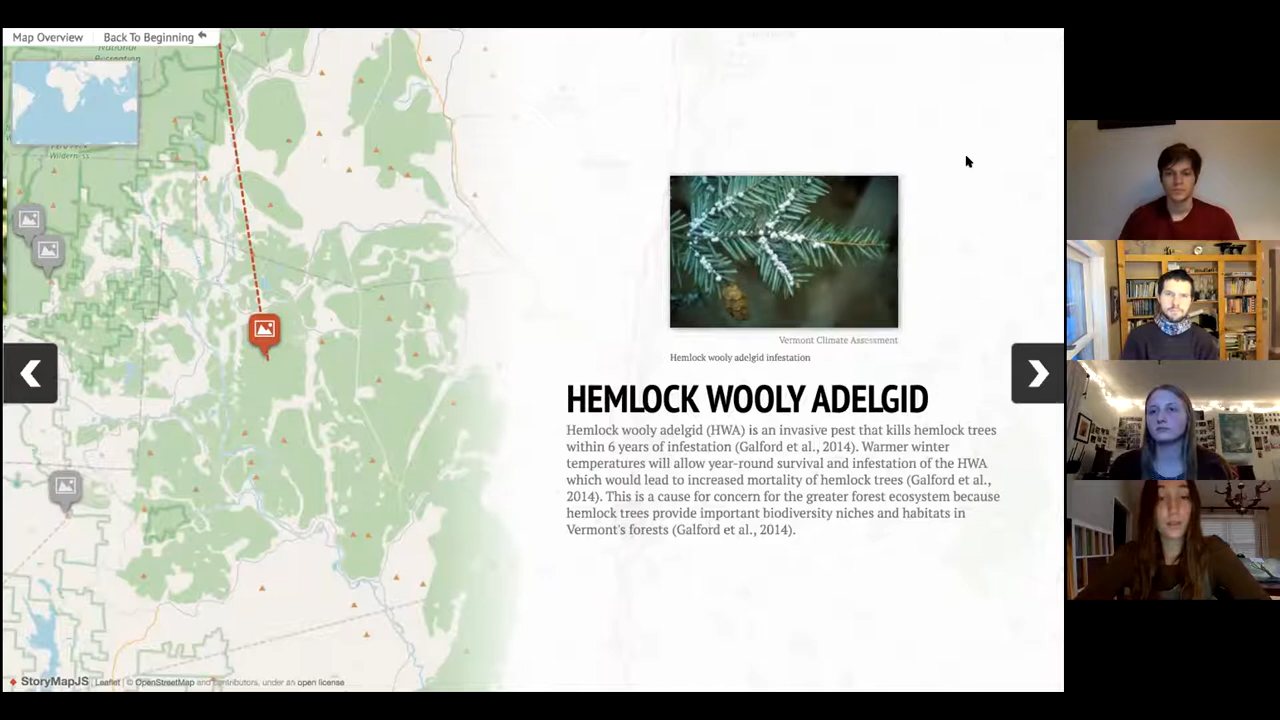 Map Overview
Back To Beginning
National
Recreation
Wilderness
Vermont Climate Assessment
Hemlock wooly adelgid infestation
HEMLOCK WOOLY ADELGID
Hemlock wooly adelgid (HWA) is an invasive pest that kills hemlock trees
within 6 years of infestation (Galford et al., 2014). Warmer winter
temperatures will allow year-round survival and infestation of the HWA
which would lead to increased mortality of hemlock trees (Galford et al.,
2014). This is a cause for concern for the greater forest ecosystem because
hemlock trees provide important biodiversity niches and habitats in
Vermont's forests (Galford et al., 2014).
StoryMapJS | Leaflet | © OpenStreetMap and contributors, under an open license